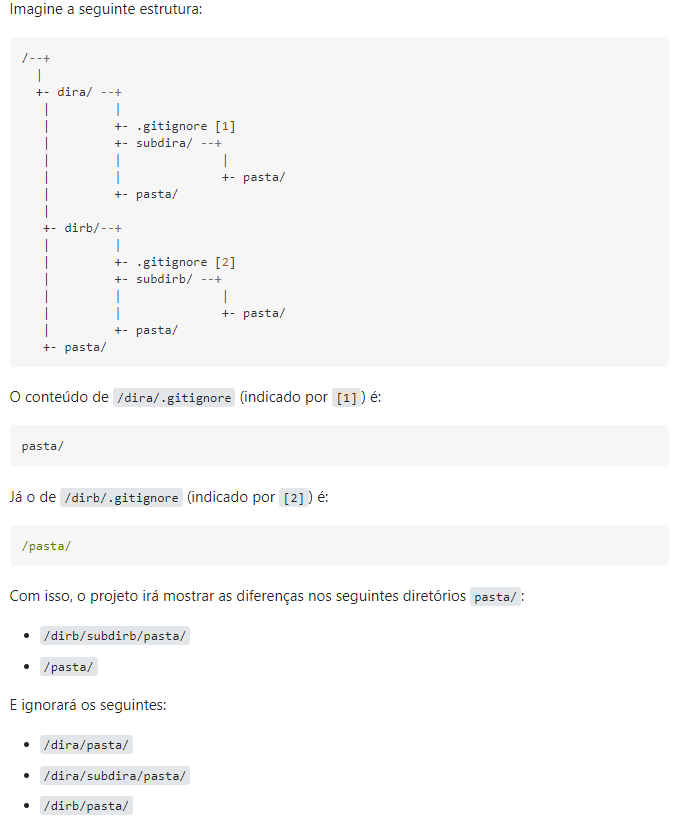 Imagine a seguinte estrutura:
/--+
   |
  +- dira/ --+
   |         |
   |         +- .gitignore [1]
   |         +- subdira/ --+
   |         |              |
   |         |              +- pasta/
   |         +- pasta/
   |
   +- dirb/--+
   |         |
   |         +- .gitignore [2]
   |         +- subdirb/ --+
   |         |              |
   |         |              +- pasta/
   |         +- pasta/
   +- pasta/
O conteúdo de /dira/.gitignore (indicado por [1]) é:
pasta/
Já o de /dirb/.gitignore (indicado por [2]) é:
/pasta/
Com isso, o projeto irá mostrar as diferenças nos seguintes diretórios pasta/:
• /dirb/subdirb/pasta/
• /pasta/
E ignorará os seguintes:
• /dira/pasta/
• /dira/subdira/pasta/
• /dirb/pasta/